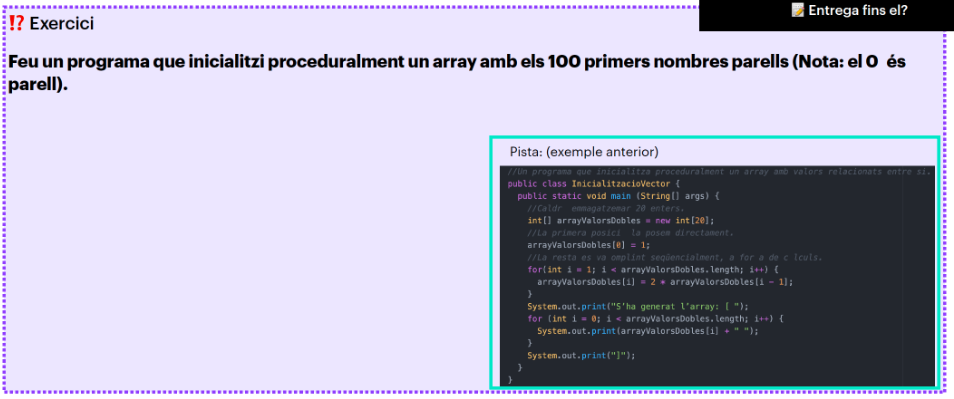 📝 Entrega fins el?
⁉️ Exercici
Feu un programa que inicialitzi proceduralment un array amb els 100 primers nombres parells (Nota: el 0 és
parell).
Pista: (exemple anterior)
//Un programa que inicialitza proceduralment un array amb valors relacionats entre si.
public class InicialitzacioVector {
public static void main (String[] args) {
//Caldr emmagatzemar 20 enters.
int[] arrayValorsDobles = new int[20];
//La primera posici la posem directament.
arrayValorsDobles[0] = 1;
//La resta es va omplint seqüencialment, a for a de c lculs.
for(int i = 1; i < arrayValorsDobles.length; i++) {
arrayValorsDobles[i] = 2 * arrayValorsDobles[i - 1];
}
System.out.print("S'ha generat l'array: [ ");
for (int i = 0; i < arrayValorsDobles.length; i++) {
System.out.print(arrayValorsDobles[i] + " ");
}
System.out.print("]");
}
}